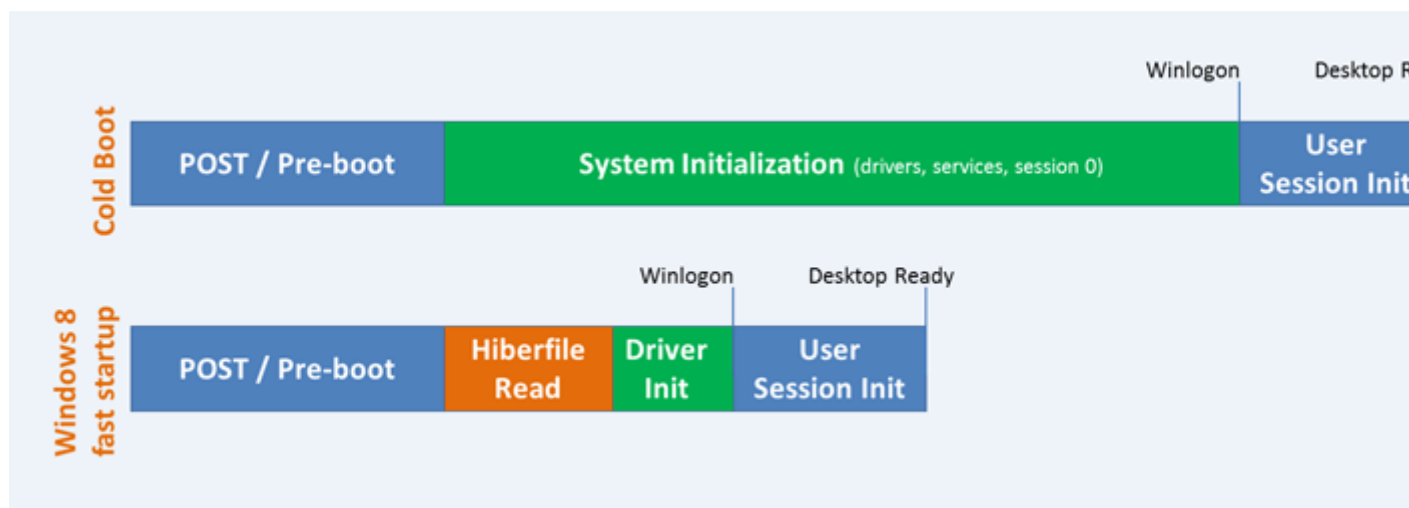 Winlogon
Desktop R
Cold Boot
POST / Pre-boot
System Initialization (drivers, services, session 0)
User
Session Init
Winlogon
Desktop Ready
Windows 8
fast startup
POST / Pre-boot
Hiberfile
Read
Driver
Init
User
Session Init